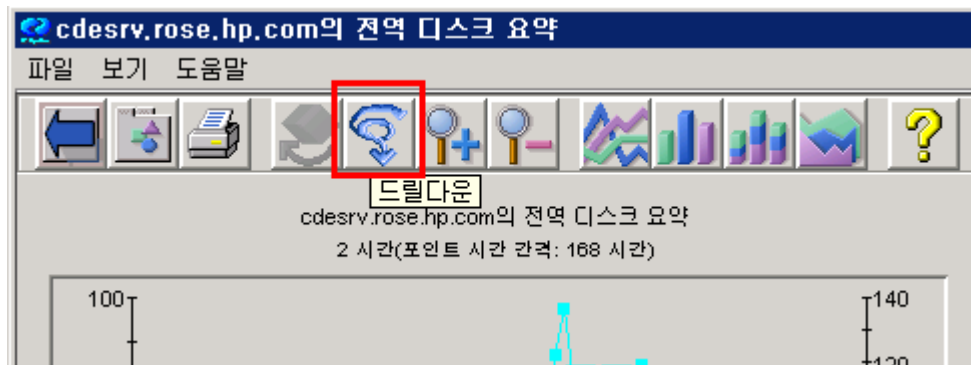 cdesrv.rose.hp.com의 전역 디스크 요약
파일 보기 도움말
드릴다운
cdesrv.rose.hp.com의 전역 디스크 요약
2 시간(포인트 시간 간격: 168 시간)
100 140
120